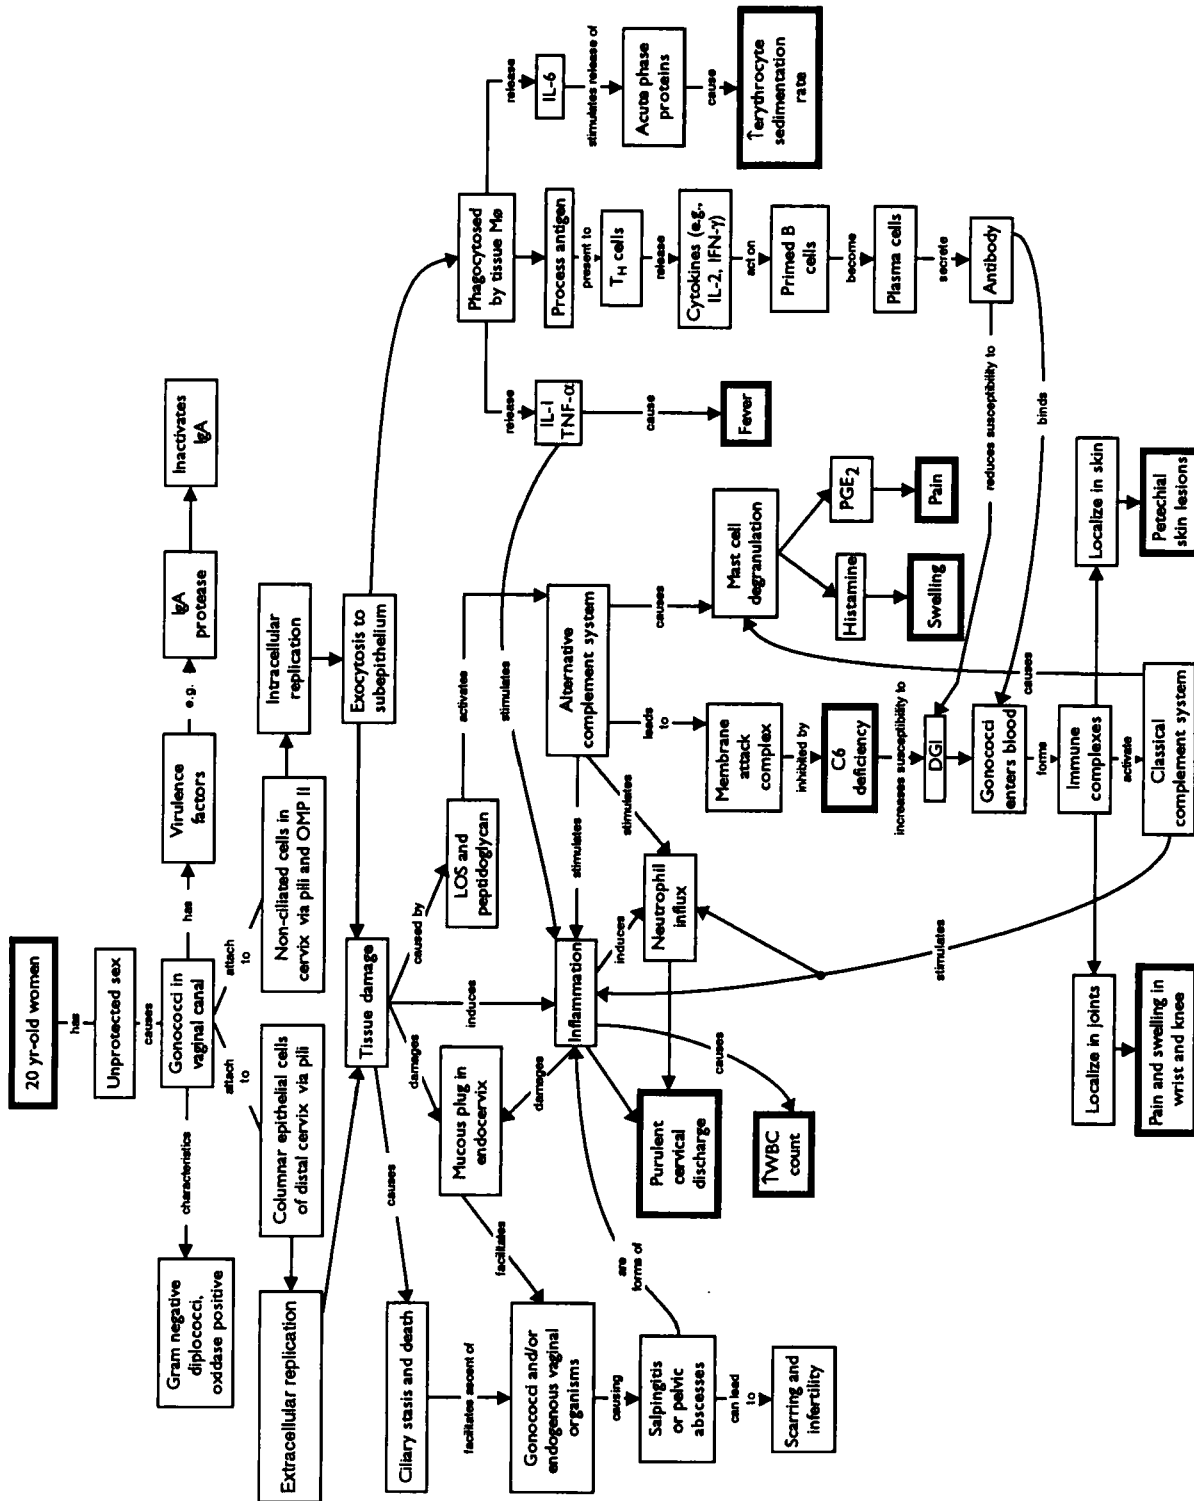 20 yr-old women
has
Unprotected sex
causes
Gonococci in
vaginal canal
characteristics
Gram negative
diplococci,
oxidase positive
has
Virulence
factors
e.g.
IgA
protease
Inactivates
IgA
attach
to
Columnar epithelial cells
of distal cervix via pili
attach
to
Non-ciliated cells in
cervix via pili and OMP II
Intracellular
replication
Extracellular replication
Exocytosis to
subepithelium
Tissue damage
causes
Ciliary stasis and death
facilitates ascent of
damages
Mucous plug in
endocervix
facilitates
Gonococci and/or
endogenous vaginal
organisms
causing
Salpingitis
or pelvic
abscesses
can lead
to
Scarring and
infertility
are
forms of
induces
caused by
LOS and
peptidoglycan
activates
Inflammation
damages
induces
Neutrophil
influx
Purulent
cervical
discharge
causes
↑WBC
count
stimulates
stimulates
stimulates
Alternative
complement system
leads
to
Membrane
attack
complex
inhibited by
C6
deficiency
increases susceptibility to
DGI
Gonococci
enters blood
forms
Immune
complexes
activate
Classical
complement system
stimulates
causes
Localize in joints
Pain and swelling in
wrist and knee
Localize in skin
Petechial
skin lesions
causes
Mast cell
degranulation
Histamine
Swelling
PGE2
Pain
Phagocytosed
by tissue Mø
release
IL-1
TNF-α
cause
Fever
Process antigen
present to
TH cells
release
Cytokines (e.g.,
IL-2, IFN-γ)
act on
Primed B
cells
become
Plasma cells
secrete
Antibody
reduces susceptibility to
binds
release
IL-6
stimulates release of
Acute phase
proteins
cause
↑erythrocyte
sedimentation
rate